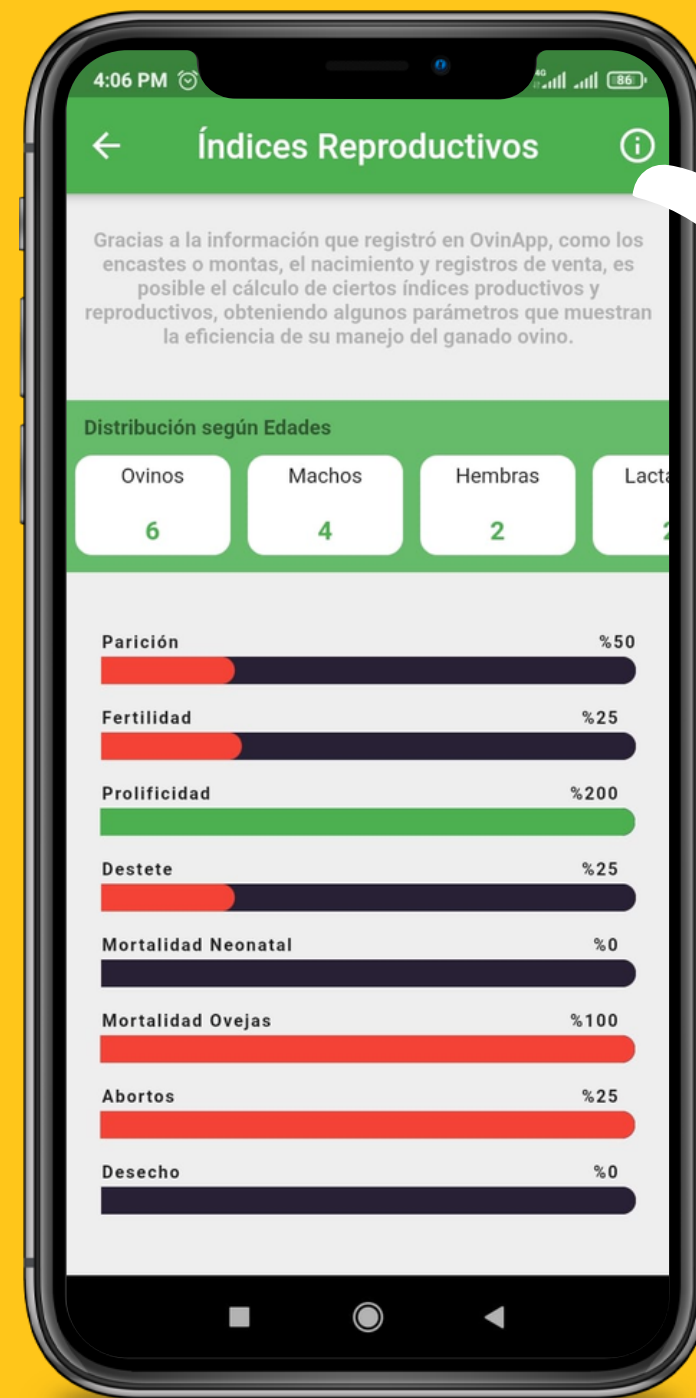 4:06 PM
4G
86
Índices Reproductivos
Gracias a la información que registró en OvinApp, como los
encastes o montas, el nacimiento y registros de venta, es
posible el cálculo de ciertos índices productivos y
reproductivos, obteniendo algunos parámetros que muestran
la eficiencia de su manejo del ganado ovino.
Distribución según Edades
Ovinos Machos Hembras Lacta
6 4 2 2
Parición %50
Fertilidad %25
Prolificidad %200
Destete %25
Mortalidad Neonatal %0
Mortalidad Ovejas %100
Abortos %25
Desecho %0